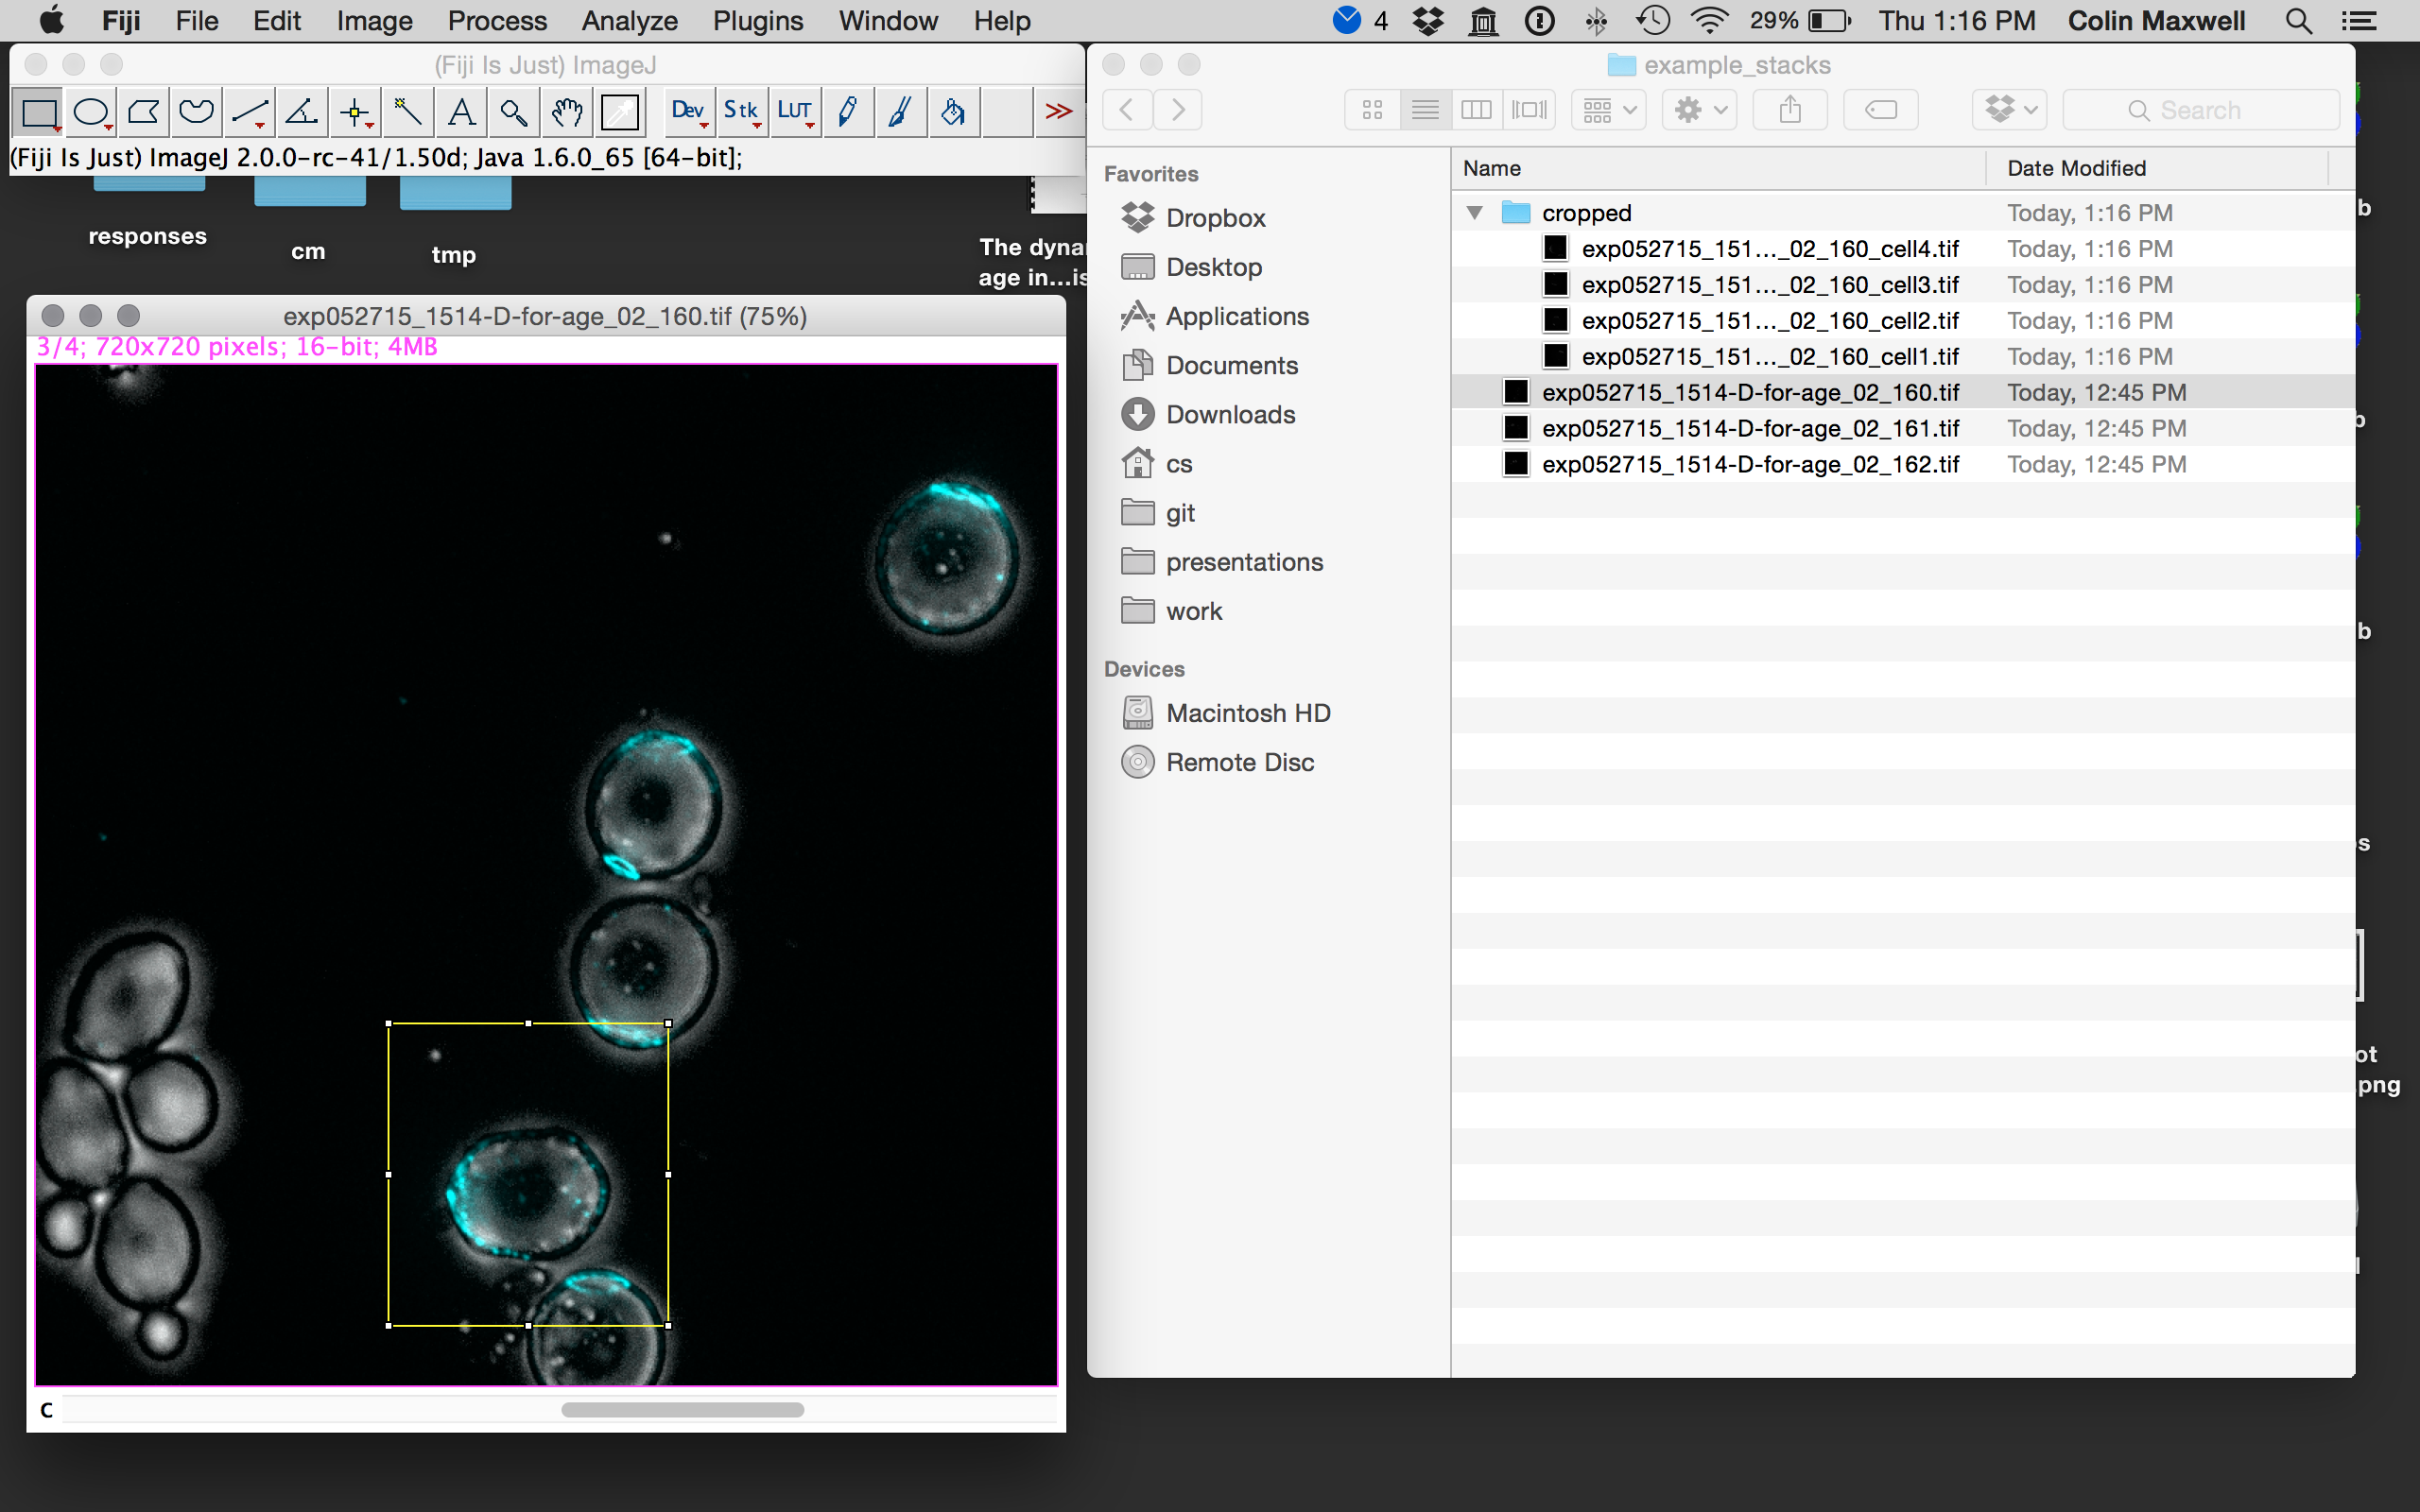 Fiji File Edit Image Process Analyze Plugins Window Help 4 29% Thu 1:16 PM Colin Maxwell
(Fiji Is Just) ImageJ
A Dev Stk LUT >>
(Fiji Is Just) ImageJ 2.0.0-rc-41/1.50d; Java 1.6.0_65 [64-bit];
responses
cm
tmp
The dyna
age in...is
exp052715_1514-D-for-age_02_160.tif (75%)
3/4; 720x720 pixels; 16-bit; 4MB
C
example_stacks
Search
Favorites
Dropbox
Desktop
Applications
Documents
Downloads
cs
git
presentations
work
Devices
Macintosh HD
Remote Disc
Name Date Modified
cropped Today, 1:16 PM
exp052715_151..._02_160_cell4.tif Today, 1:16 PM
exp052715_151..._02_160_cell3.tif Today, 1:16 PM
exp052715_151..._02_160_cell2.tif Today, 1:16 PM
exp052715_151..._02_160_cell1.tif Today, 1:16 PM
exp052715_1514-D-for-age_02_160.tif Today, 12:45 PM
exp052715_1514-D-for-age_02_161.tif Today, 12:45 PM
exp052715_1514-D-for-age_02_162.tif Today, 12:45 PM
b
b
s
ot
.png